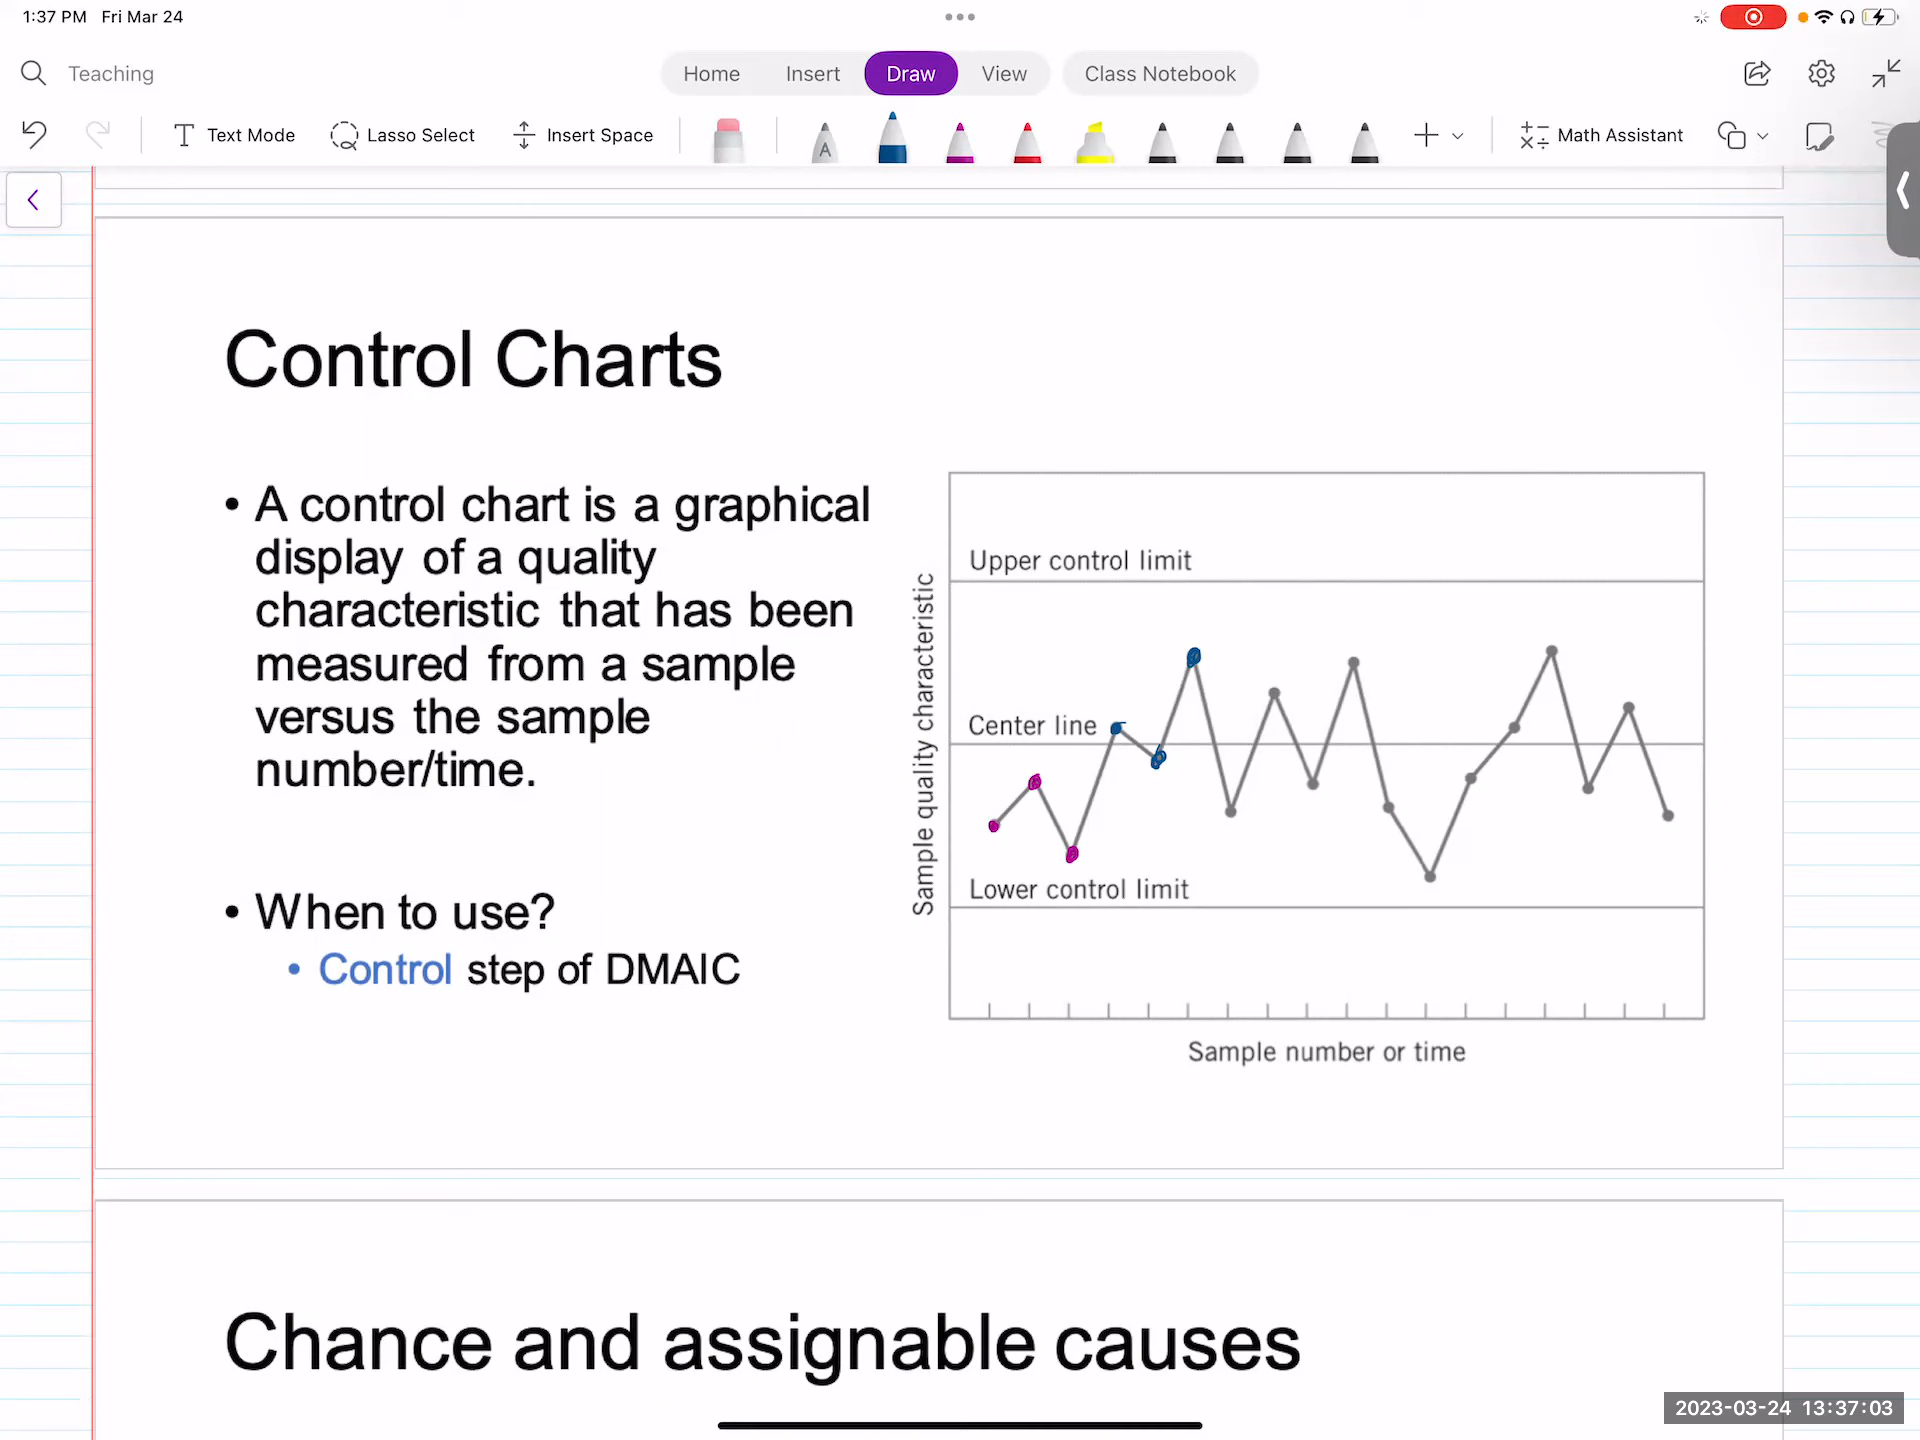 1:37 PM Fri Mar 24
Teaching
Home Insert Draw View Class Notebook
Text Mode Lasso Select Insert Space A Math Assistant
Control Charts
• A control chart is a graphical
display of a quality
characteristic that has been
measured from a sample
versus the sample
number/time.
• When to use?
• Control step of DMAIC
Sample quality characteristic
Upper control limit
Center line
Lower control limit
Sample number or time
Chance and assignable causes
2023-03-24 13:37:03